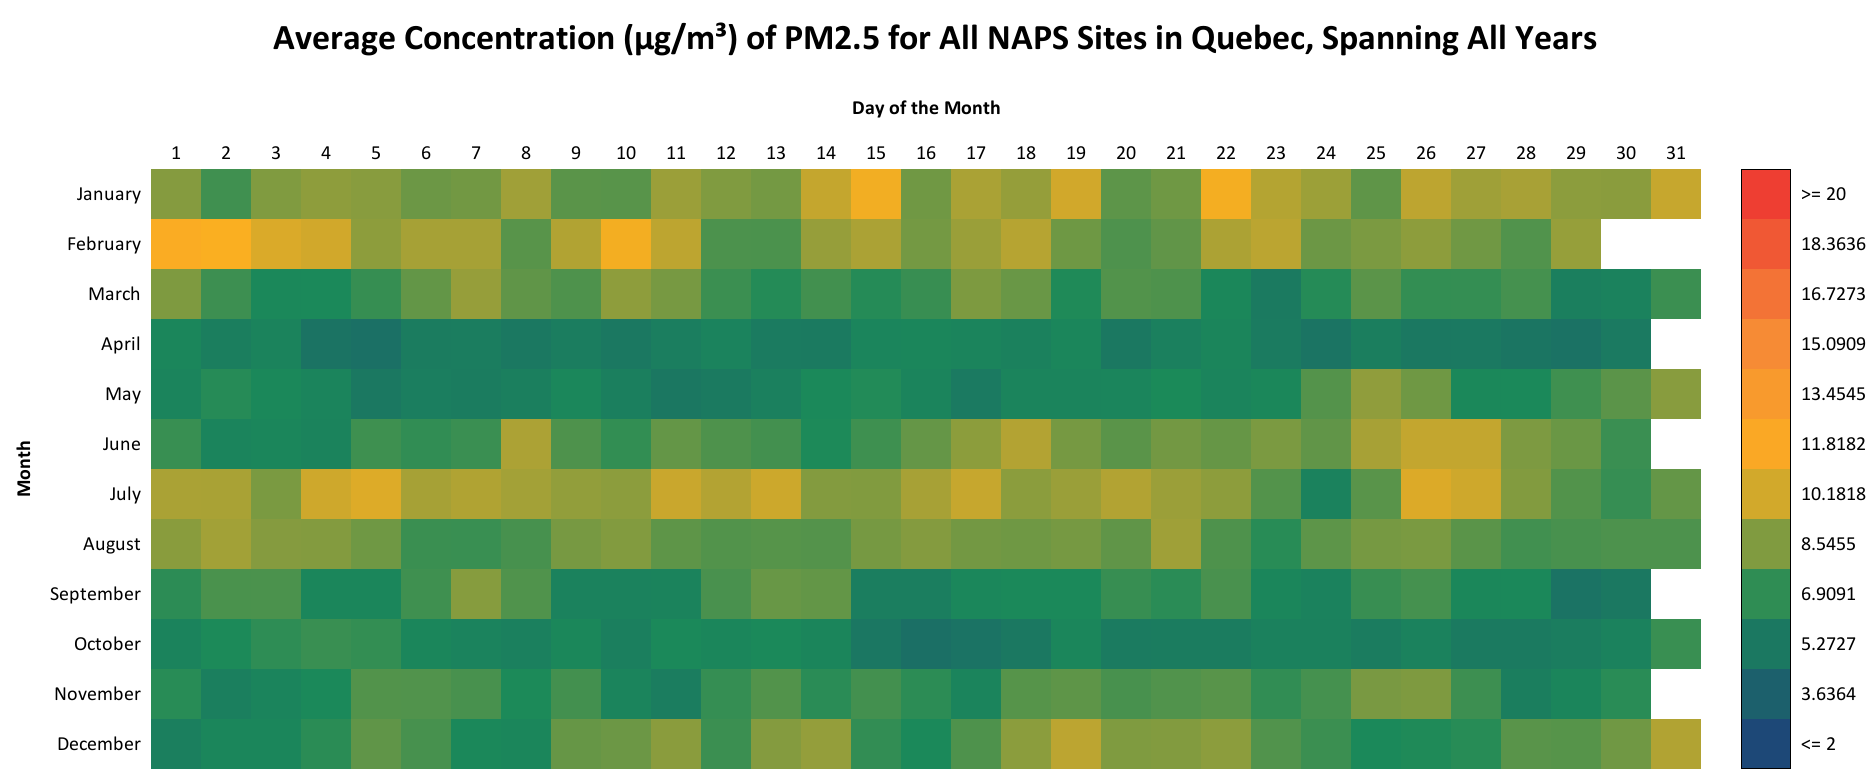 Average Concentration (µg/m³) of PM2.5 for All NAPS Sites in Quebec, Spanning All Years
Day of the Month
1 2 3 4 5 6 7 8 9 10 11 12 13 14 15 16 17 18 19 20 21 22 23 24 25 26 27 28 29 30 31
Month
January
February
March
April
May
June
July
August
September
October
November
December
>= 20
18.3636
16.7273
15.0909
13.4545
11.8182
10.1818
8.5455
6.9091
5.2727
3.6364
<= 2